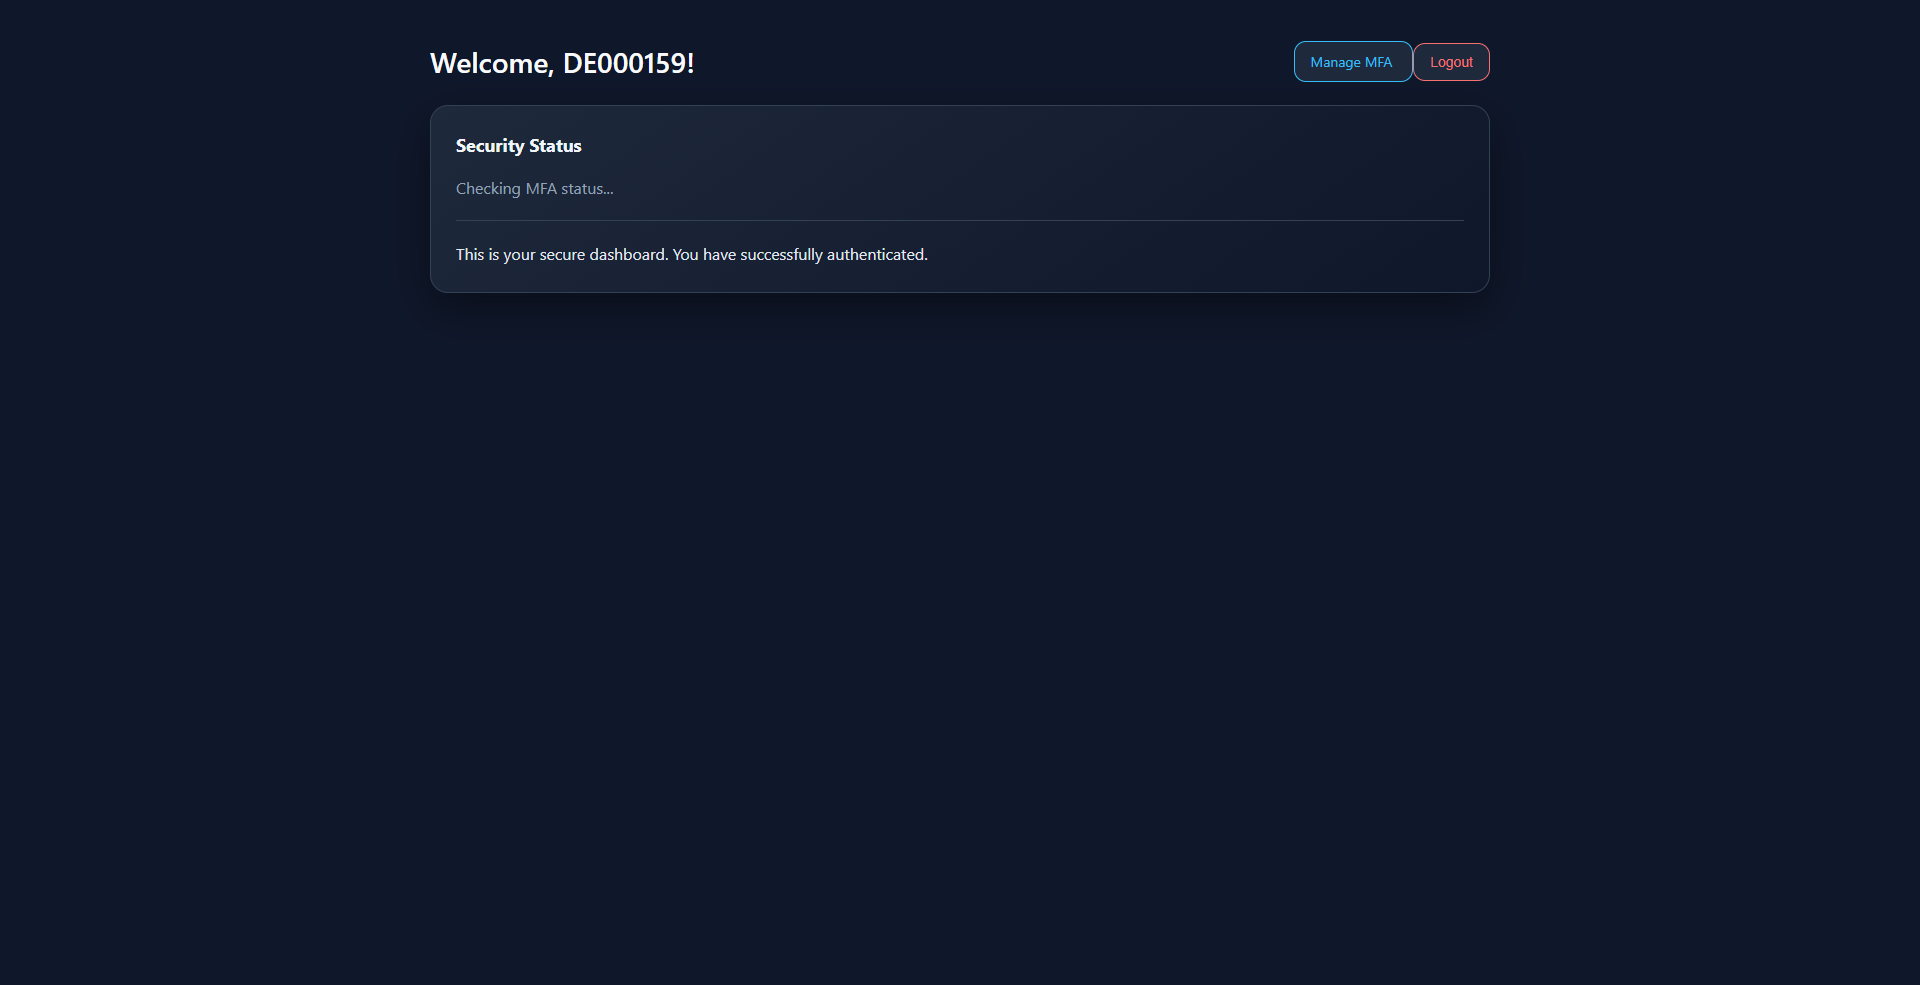 Welcome, DE000159!
Manage MFA
Logout
Security Status
Checking MFA status...
This is your secure dashboard. You have successfully authenticated.